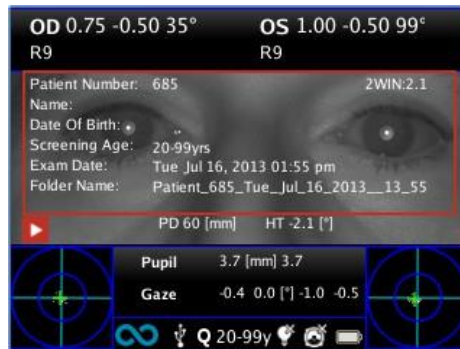 OD 0.75 -0.50 35° OS 1.00 -0.50 99°
R9 R9
Patient Number: 685 2WIN:2.1
Name:
Date Of Birth:
Screening Age: 20-99yrs
Exam Date: Tue Jul 16, 2013 01:55 pm
Folder Name: Patient_685_Tue_Jul_16_2013__13_55
PD 60 [mm] HT -2.1 [°]
Pupil 3.7 [mm] 3.7
Gaze -0.4 0.0 [°] -1.0 -0.5
Q 20-99y